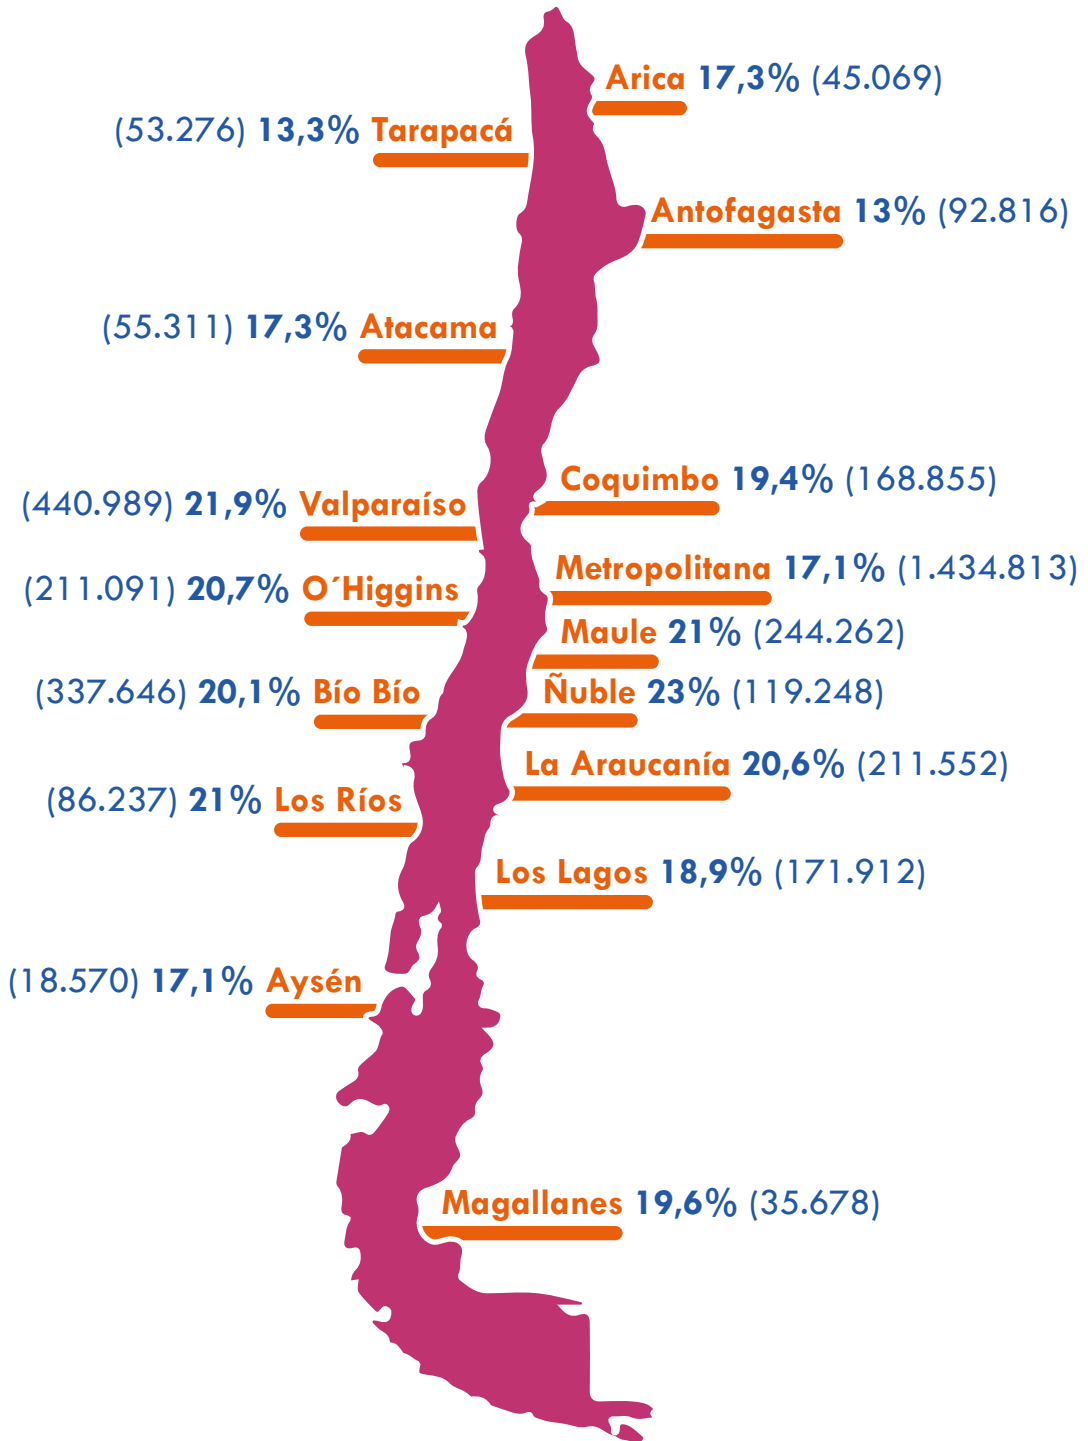 Arica 17,3% (45.069)
(53.276) 13,3% Tarapacá
Antofagasta 13% (92.816)
(55.311) 17,3% Atacama
Coquimbo 19,4% (168.855)
(440.989) 21,9% Valparaíso
Metropolitana 17,1% (1.434.813)
(211.091) 20,7% O´Higgins
Maule 21% (244.262)
(337.646) 20,1% Bío Bío
Ñuble 23% (119.248)
La Araucanía 20,6% (211.552)
(86.237) 21% Los Ríos
Los Lagos 18,9% (171.912)
(18.570) 17,1% Aysén
Magallanes 19,6% (35.678)